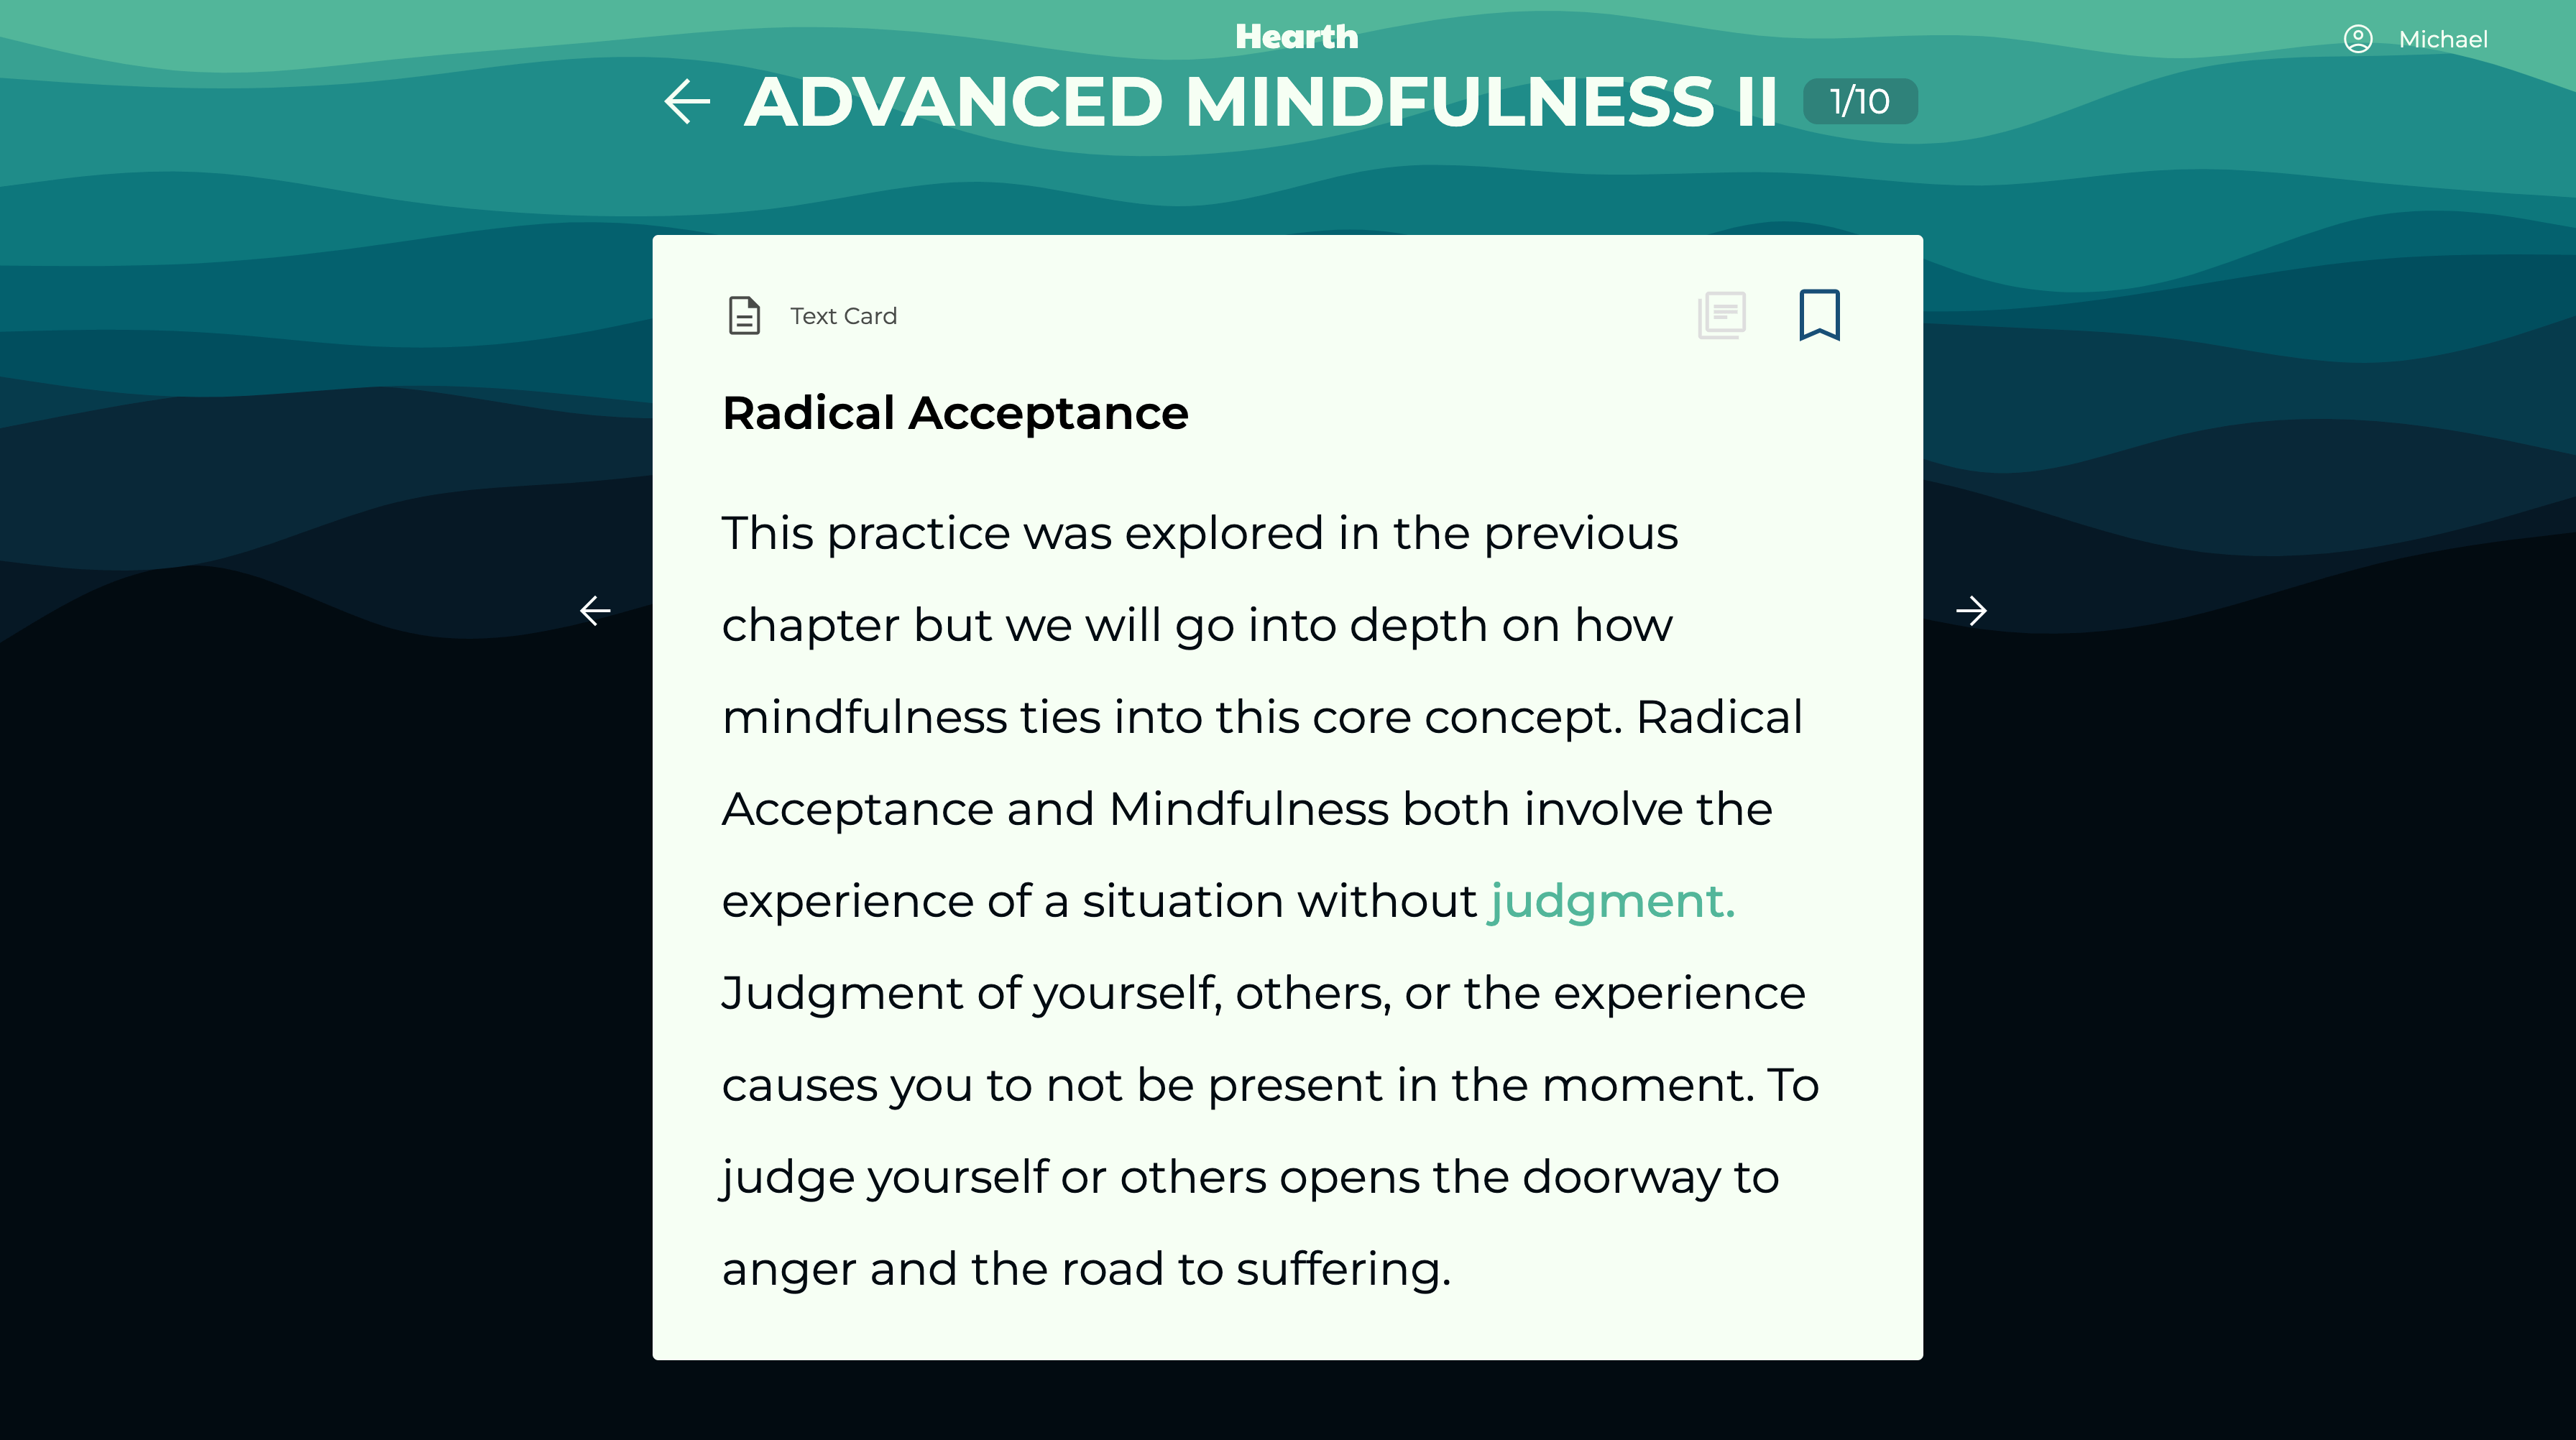 Hearth
Michael
ADVANCED MINDFULNESS II
1/10
Text Card
Radical Acceptance
This practice was explored in the previous
chapter but we will go into depth on how
mindfulness ties into this core concept. Radical
Acceptance and Mindfulness both involve the
experience of a situation without judgment.
Judgment of yourself, others, or the experience
causes you to not be present in the moment. To
judge yourself or others opens the doorway to
anger and the road to suffering.